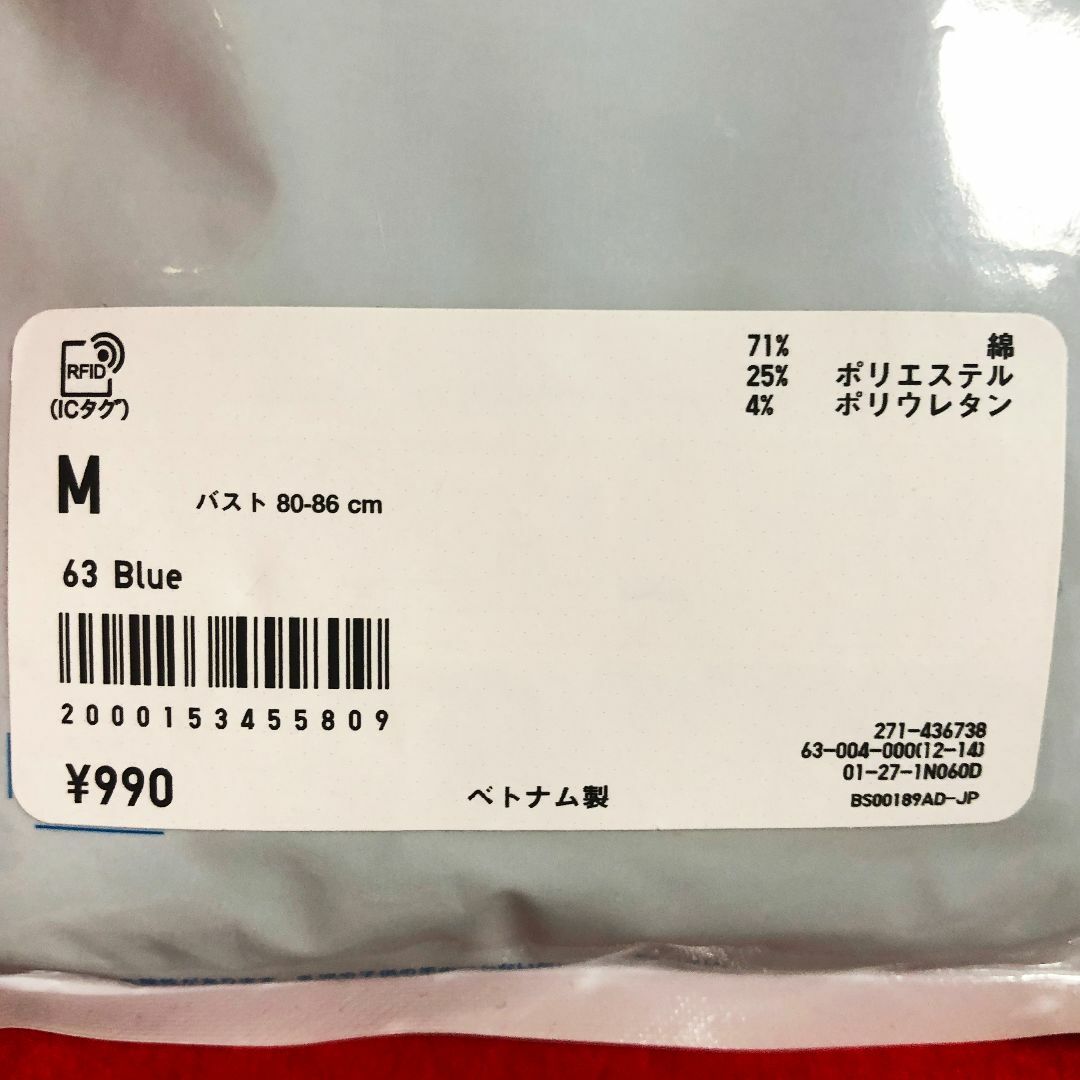 RFID
(ICタグ)
71% 綿
25% ポリエステル
4% ポリウレタン
M
バスト 80-86 cm
63 Blue
2000153455809
¥990
ベトナム製
271-436738
63-004-000(12-14)
01-27-1N060D
BS00189AD-JP